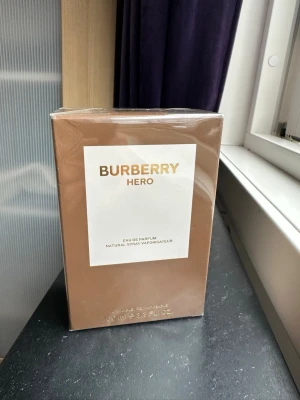 BURBERRY
HERO
EAU DE PARFUM
NATURAL SPRAY VAPORISATEUR